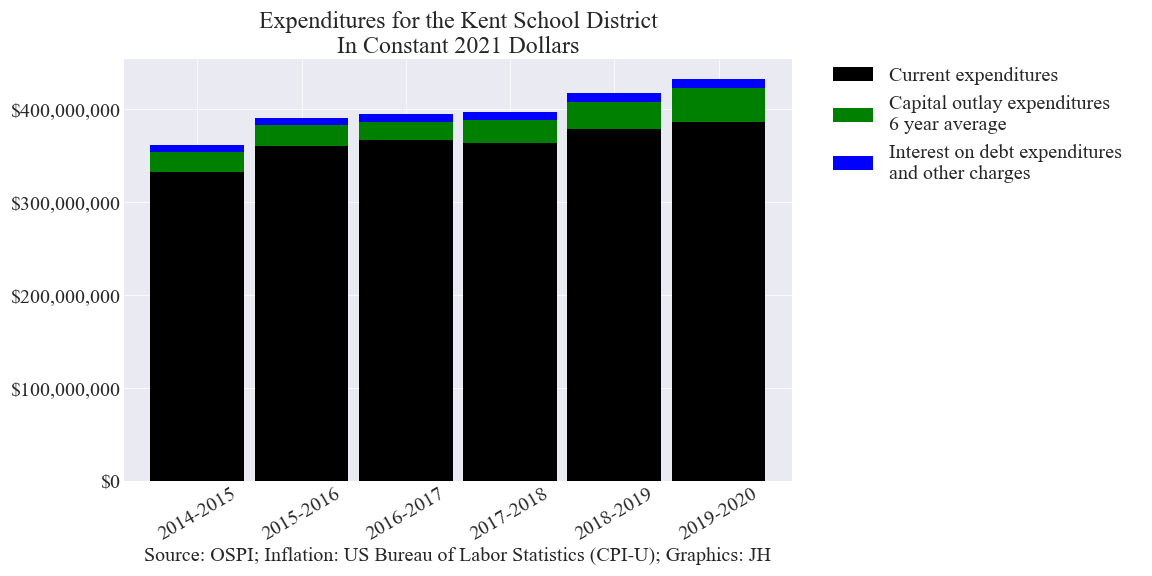 Expenditures for the Kent School District
In Constant 2021 Dollars
Current expenditures
Capital outlay expenditures
6 year average
Interest on debt expenditures
and other charges
$400,000,000
$300,000,000
$200,000,000
$100,000,000
$0
2014-2015
2015-2016
2016-2017
2017-2018
2018-2019
2019-2020
Source: OSPI; Inflation: US Bureau of Labor Statistics (CPI-U); Graphics: JH